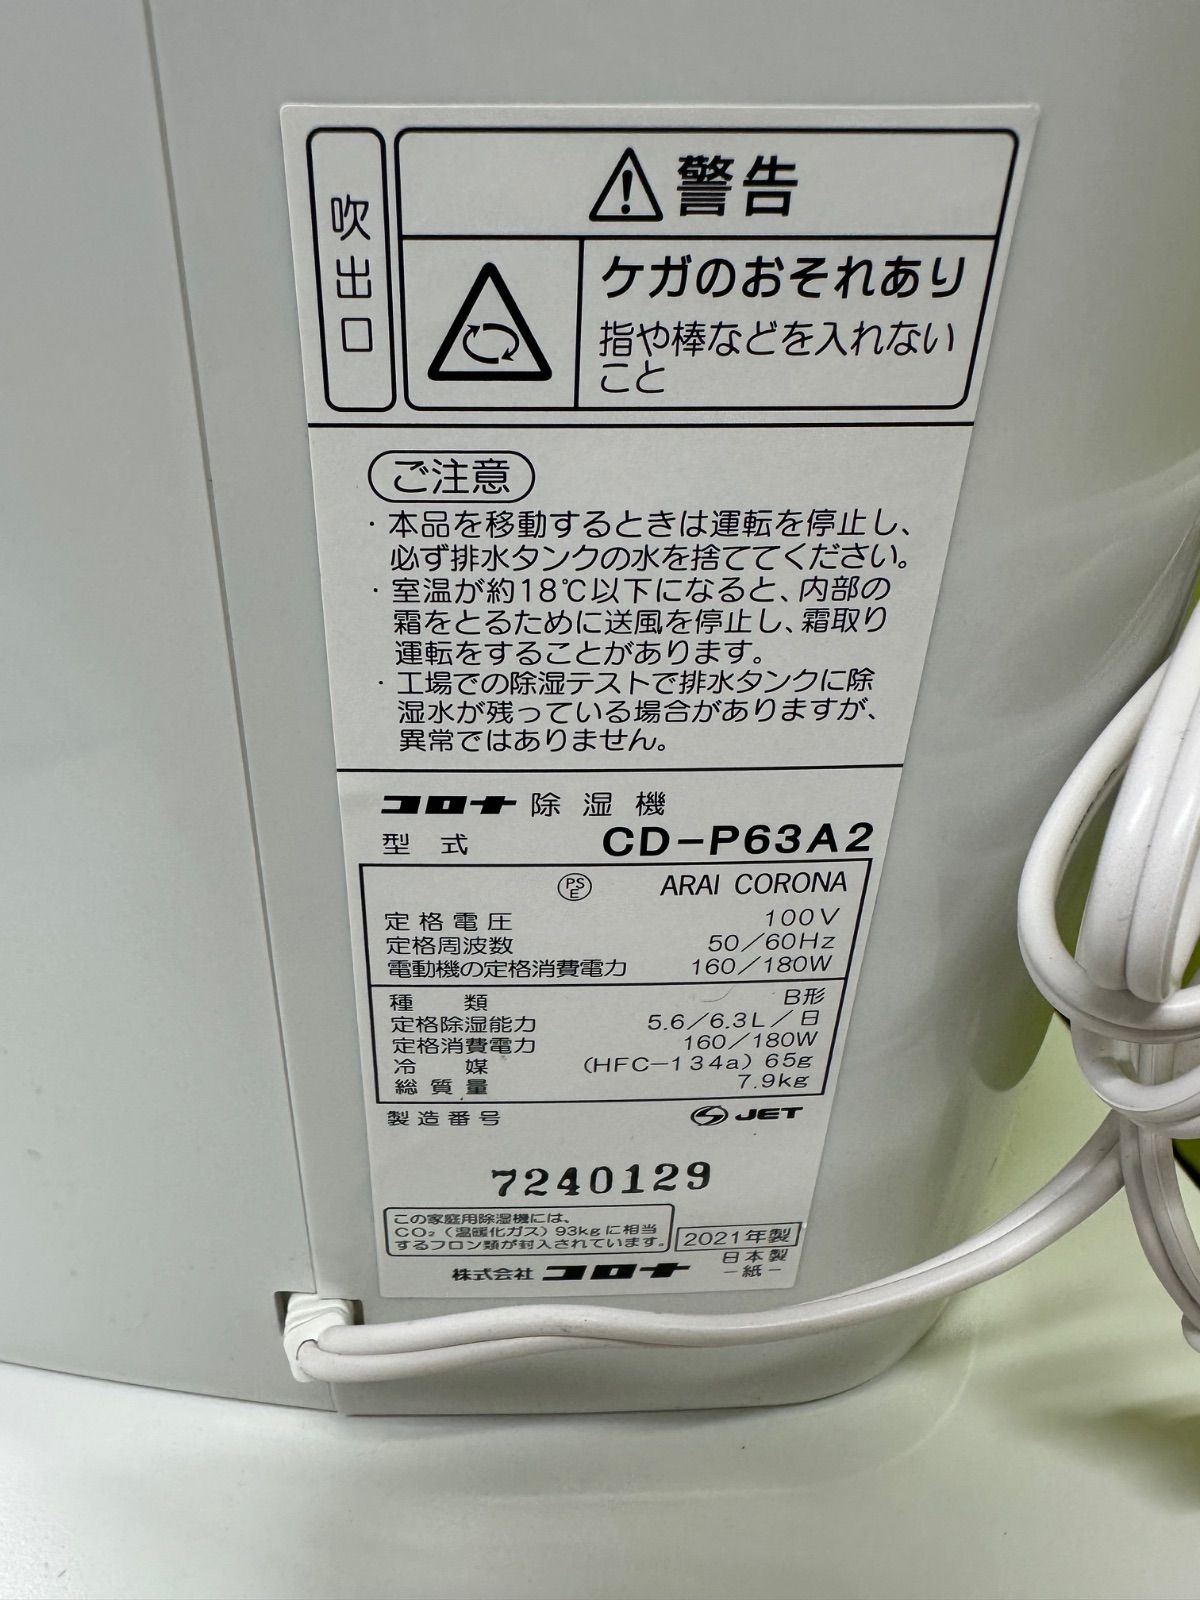 吹出口
警告
ケガのおそれあり
指や棒などを入れない
こと
ご注意
・本品を移動するときは運転を停止し、
必ず排水タンクの水を捨ててください。
・室温が約18℃以下になると、内部の
霜をとるために送風を停止し、霜取り
運転をすることがあります。
・工場での除湿テストで排水タンクに除
湿水が残っている場合がありますが、
異常ではありません。
コロナ 除湿機
型式 CD-P63A2
PSE ARAI CORONA
定格電圧 100V
定格周波数 50/60Hz
電動機の定格消費電力 160/180W
種類 B形
定格除湿能力 5.6/6.3L/日
定格消費電力 160/180W
冷媒 (HFC-134a) 65g
総質量 7.9kg
製造番号 JET
7240129
この家庭用除湿機には、
CO₂(温暖化ガス)93kgに相当
するフロン類が封入されています。
2021年製
日本製
株式会社 コロナ -紙-